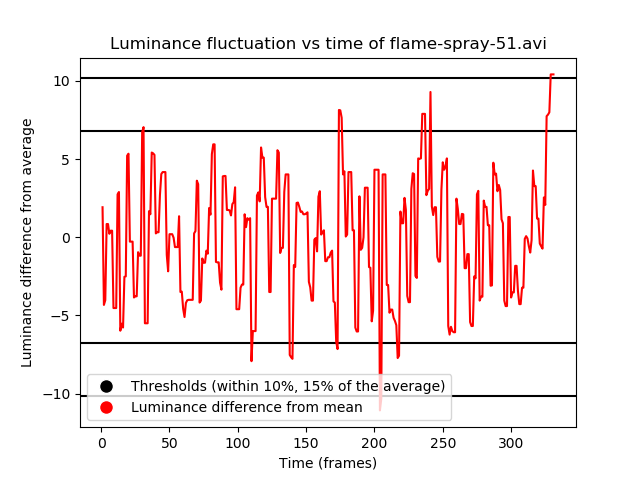 Luminance fluctuation vs time of flame-spray-51.avi
Luminance difference from average
10
5
0
−5
−10
Thresholds (within 10%, 15% of the average)
Luminance difference from mean
0 50 100 150 200 250 300
Time (frames)